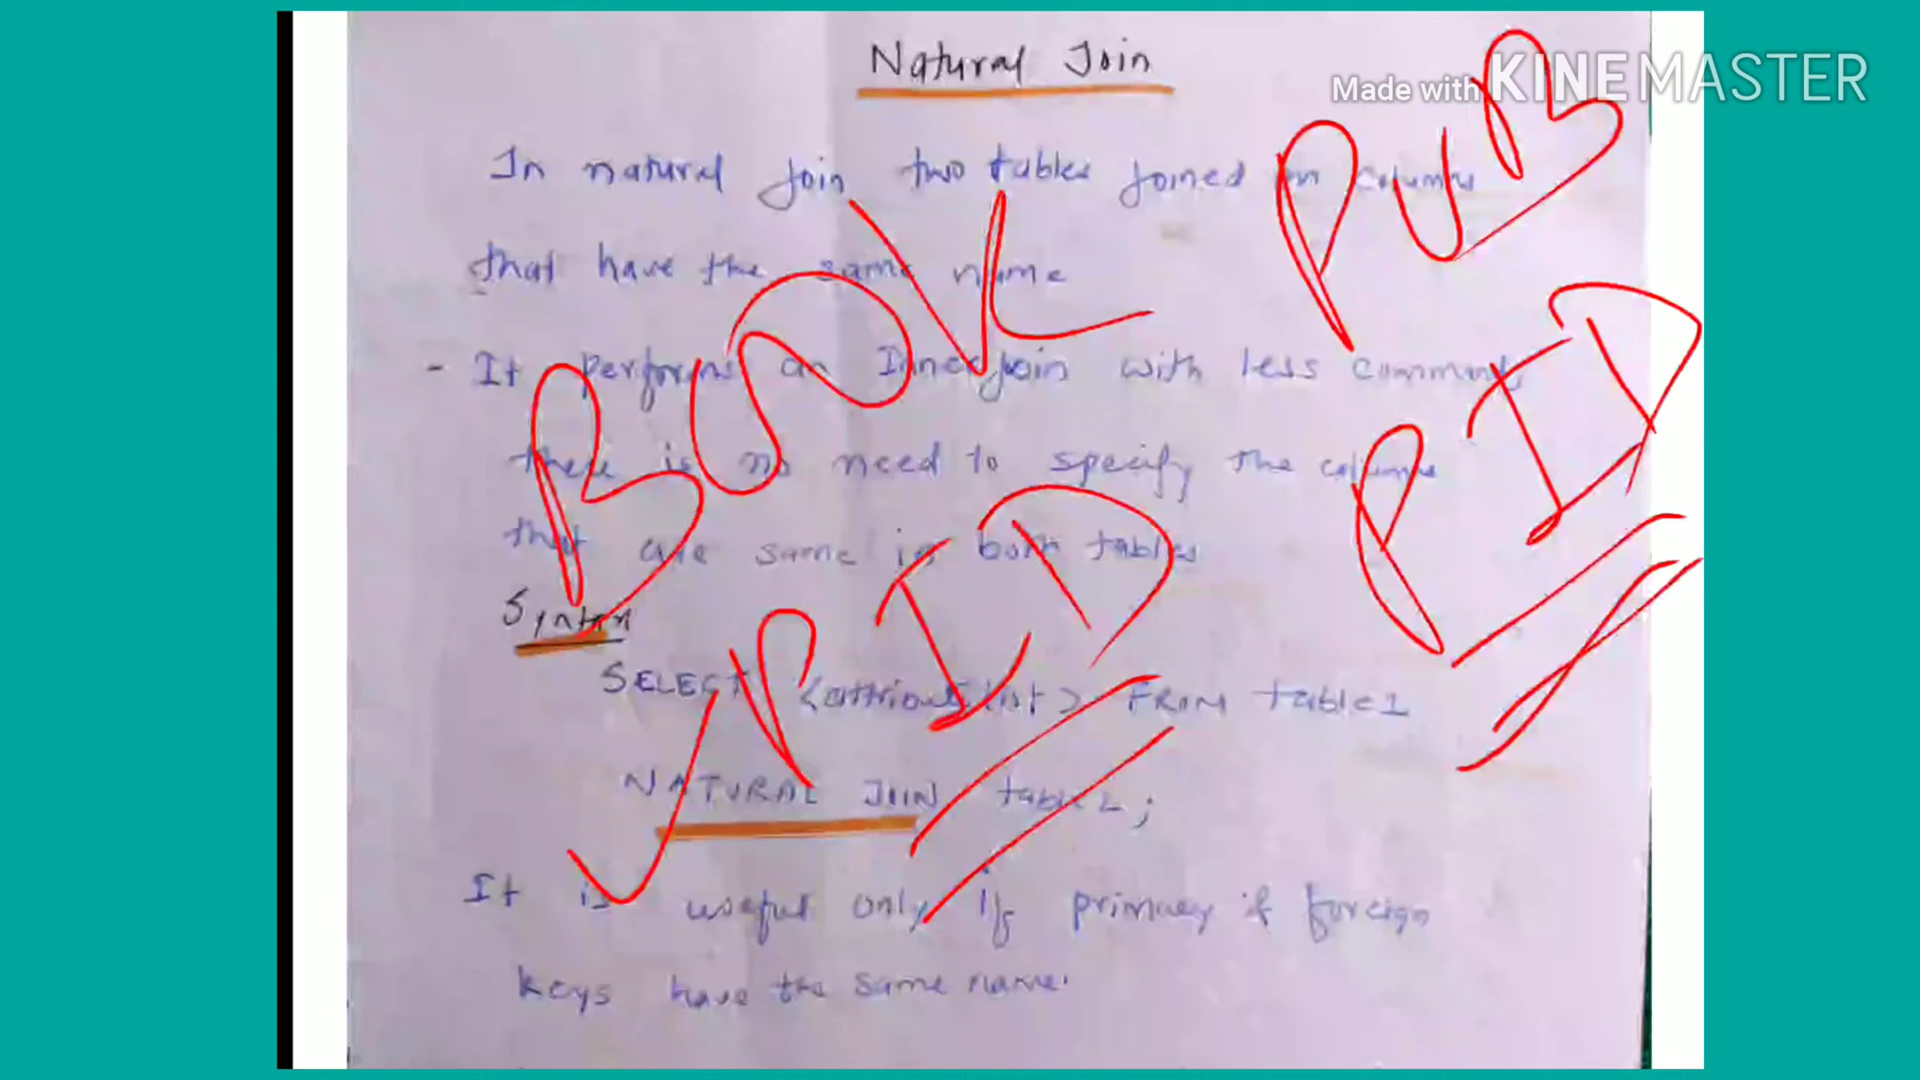 Natural Join
Made with KINEMASTER
In natural Join two tables Joined on columns
that have the same name
- It performs an Inner Join with less comments
there is no need to specify the columns
that are same in both tables
Syntax
SELECT <attribute list> FROM table1
NATURAL JOIN table2;
It is useful only if primary & foreign
keys have the same name.
BOOK
PID
PUB
PID